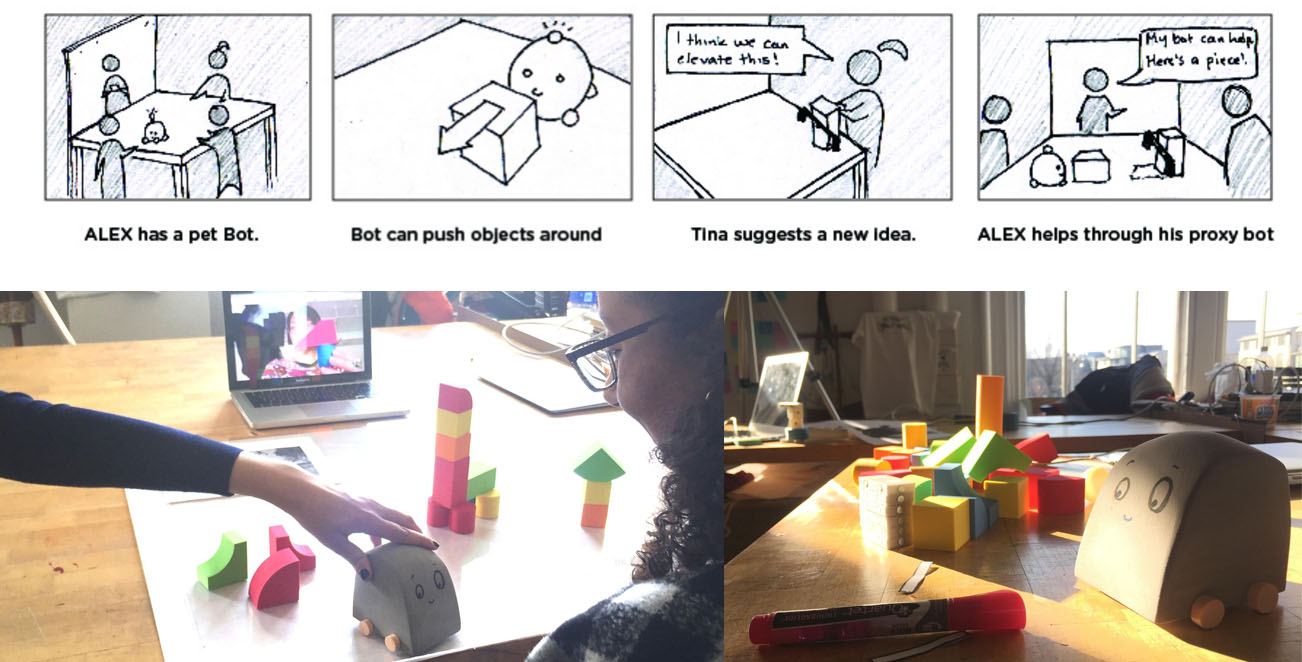 I think we can
elevate this!
My bot can help
Here's a piece!
ALEX has a pet Bot.
Bot can push objects around
Tina suggests a new idea.
ALEX helps through his proxy bot
Quartet